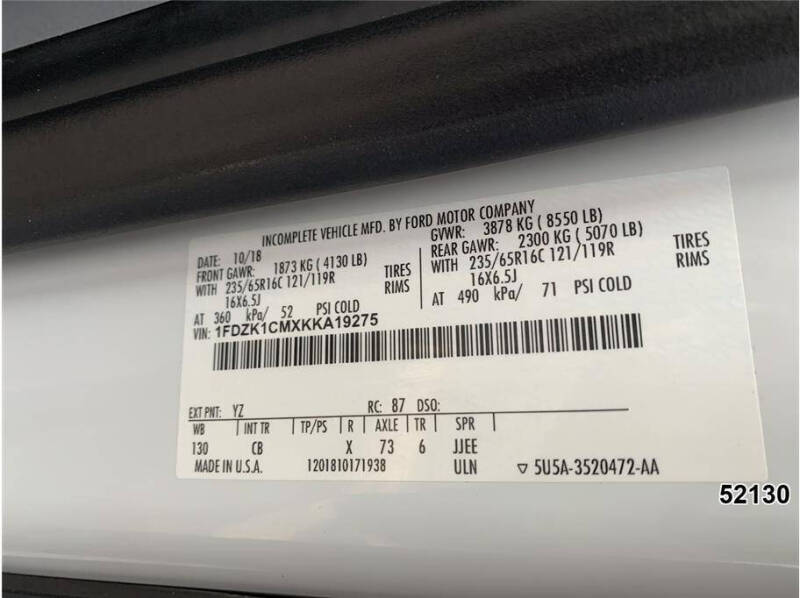 INCOMPLETE VEHICLE MFD. BY FORD MOTOR COMPANY
DATE: 10/18 GVWR: 3878 KG ( 8550 LB)
FRONT GAWR: 1873 KG ( 4130 LB) REAR GAWR: 2300 KG ( 5070 LB)
WITH 235/65R16C 121/119R TIRES WITH 235/65R16C 121/119R TIRES
16X6.5J RIMS 16X6.5J RIMS
AT 360 kPa/ 52 PSI COLD AT 490 kPa/ 71 PSI COLD
VIN: 1FDZK1CMXKKA19275
EXT PNT: YZ RC: 87 DSO:
WB INT TR TP/PS R AXLE TR SPR
130 CB X 73 6 JJEE
MADE IN U.S.A. 1201810171938 ULN ▽ 5U5A-3520472-AA
52130